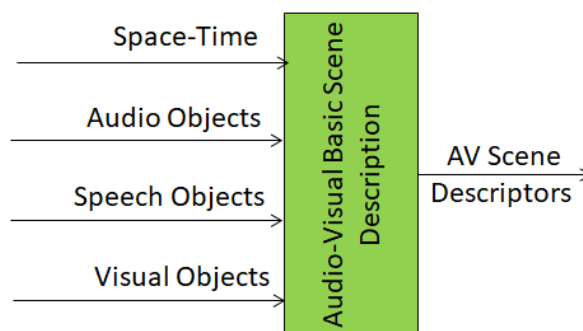 Space-Time
Audio Objects
Speech Objects
Visual Objects
Audio-Visual Basic Scene
Description
AV Scene
Descriptors